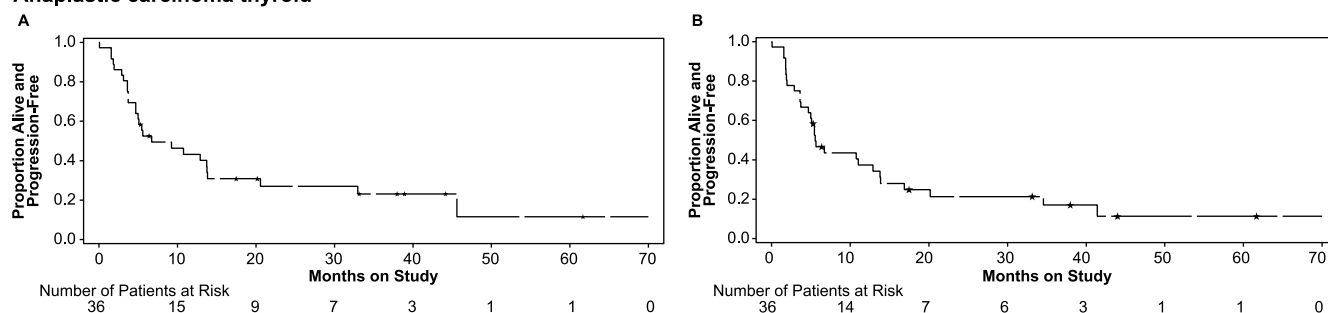 Anaplastic carcinoma thyroid
A
Proportion Alive and
Progression-Free
1.0
0.8
0.6
0.4
0.2
0.0
0 10 20 30 40 50 60 70
Months on Study
Number of Patients at Risk
36 15 9 7 3 1 1 0
B
Proportion Alive and
Progression-Free
1.0
0.8
0.6
0.4
0.2
0.0
0 10 20 30 40 50 60 70
Months on Study
Number of Patients at Risk
36 14 7 6 3 1 1 0